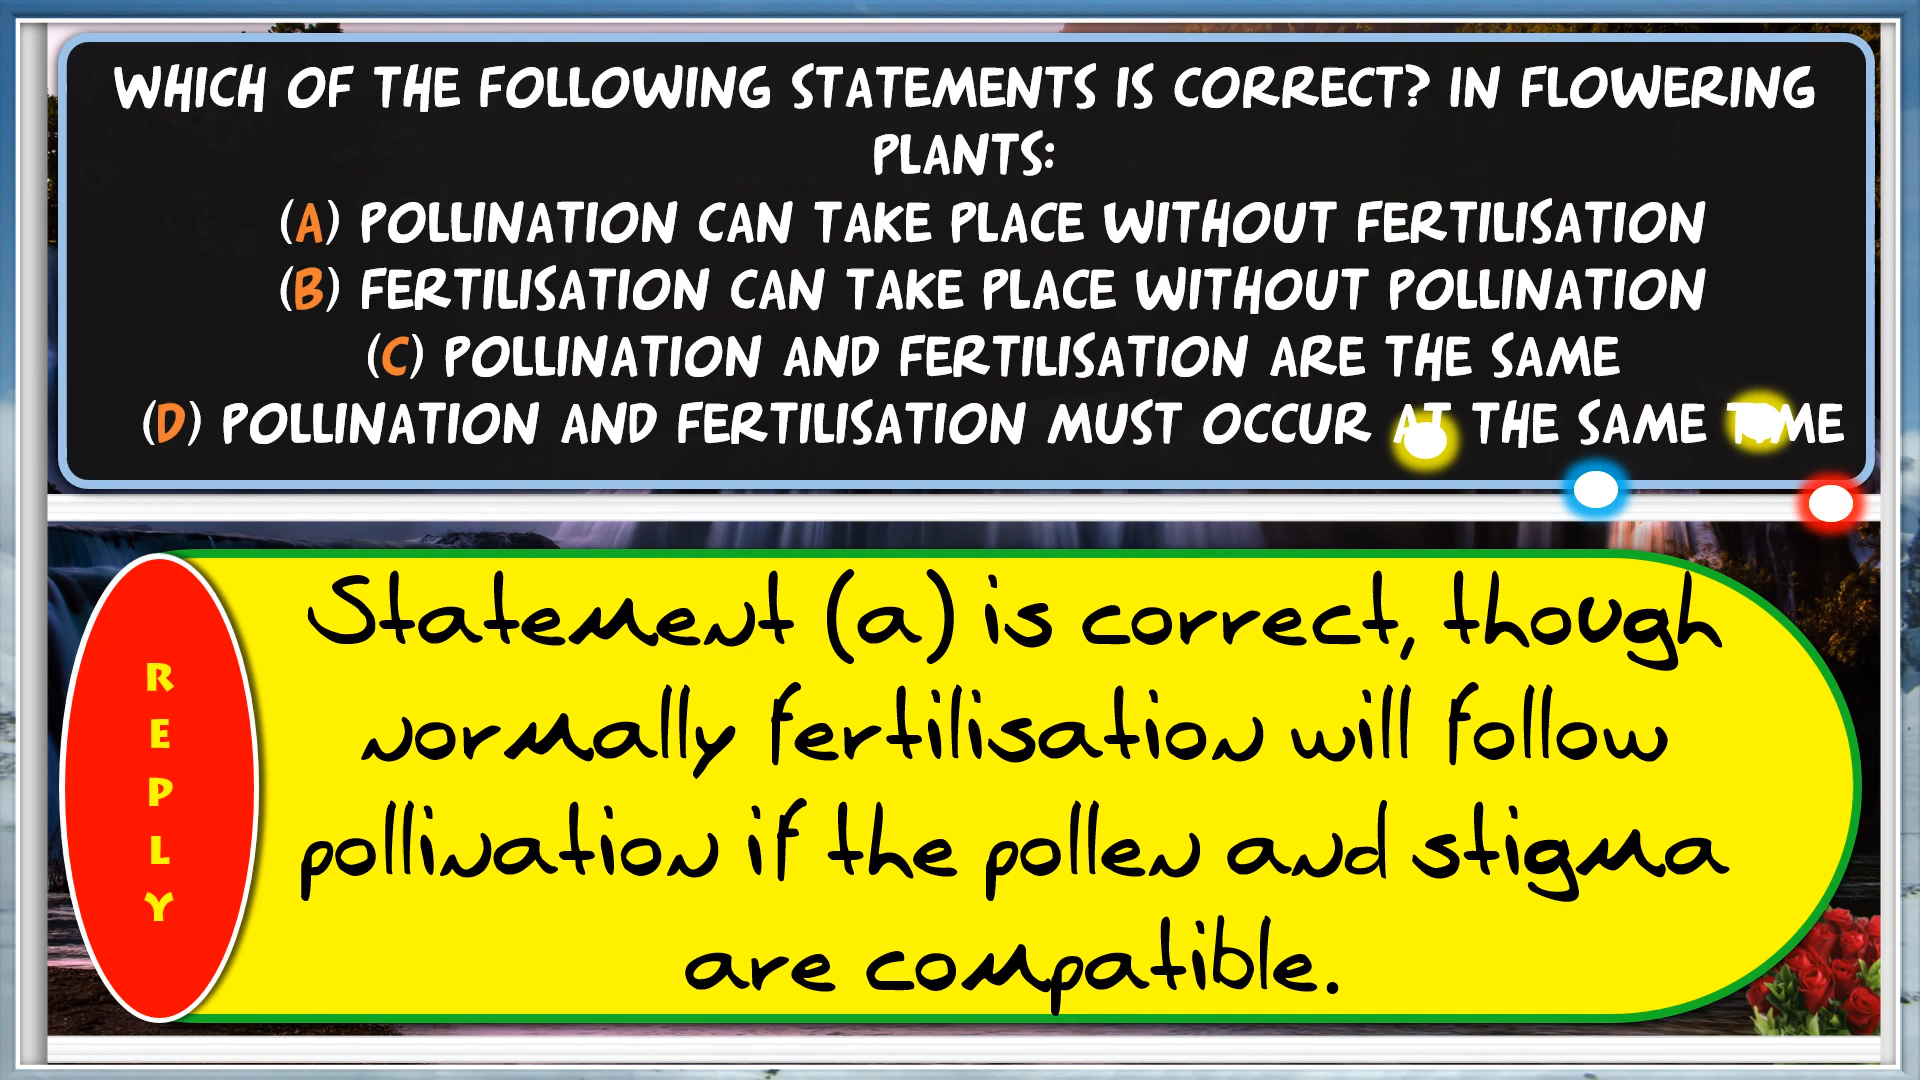 WHICH OF THE FOLLOWING STATEMENTS IS CORRECT? IN FLOWERING
PLANTS:
(A) POLLINATION CAN TAKE PLACE WITHOUT FERTILISATION
(B) FERTILISATION CAN TAKE PLACE WITHOUT POLLINATION
(C) POLLINATION AND FERTILISATION ARE THE SAME
(D) POLLINATION AND FERTILISATION MUST OCCUR AT THE SAME TIME
REPLY
Statement (a) is correct, though
normally fertilisation will follow
pollination if the pollen and stigma
are compatible.